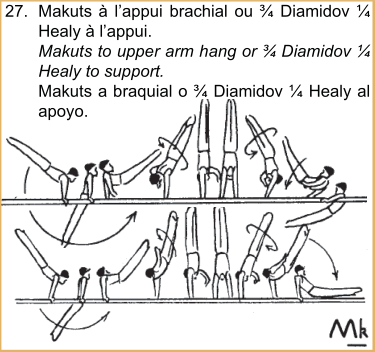 27. Makuts à l’appui brachial ou ¾ Diamidov ¼
Healy à l’appui.
Makuts to upper arm hang or ¾ Diamidov ¼
Healy to support.
Makuts a braquial o ¾ Diamidov ¼ Healy al
apoyo.
Mk